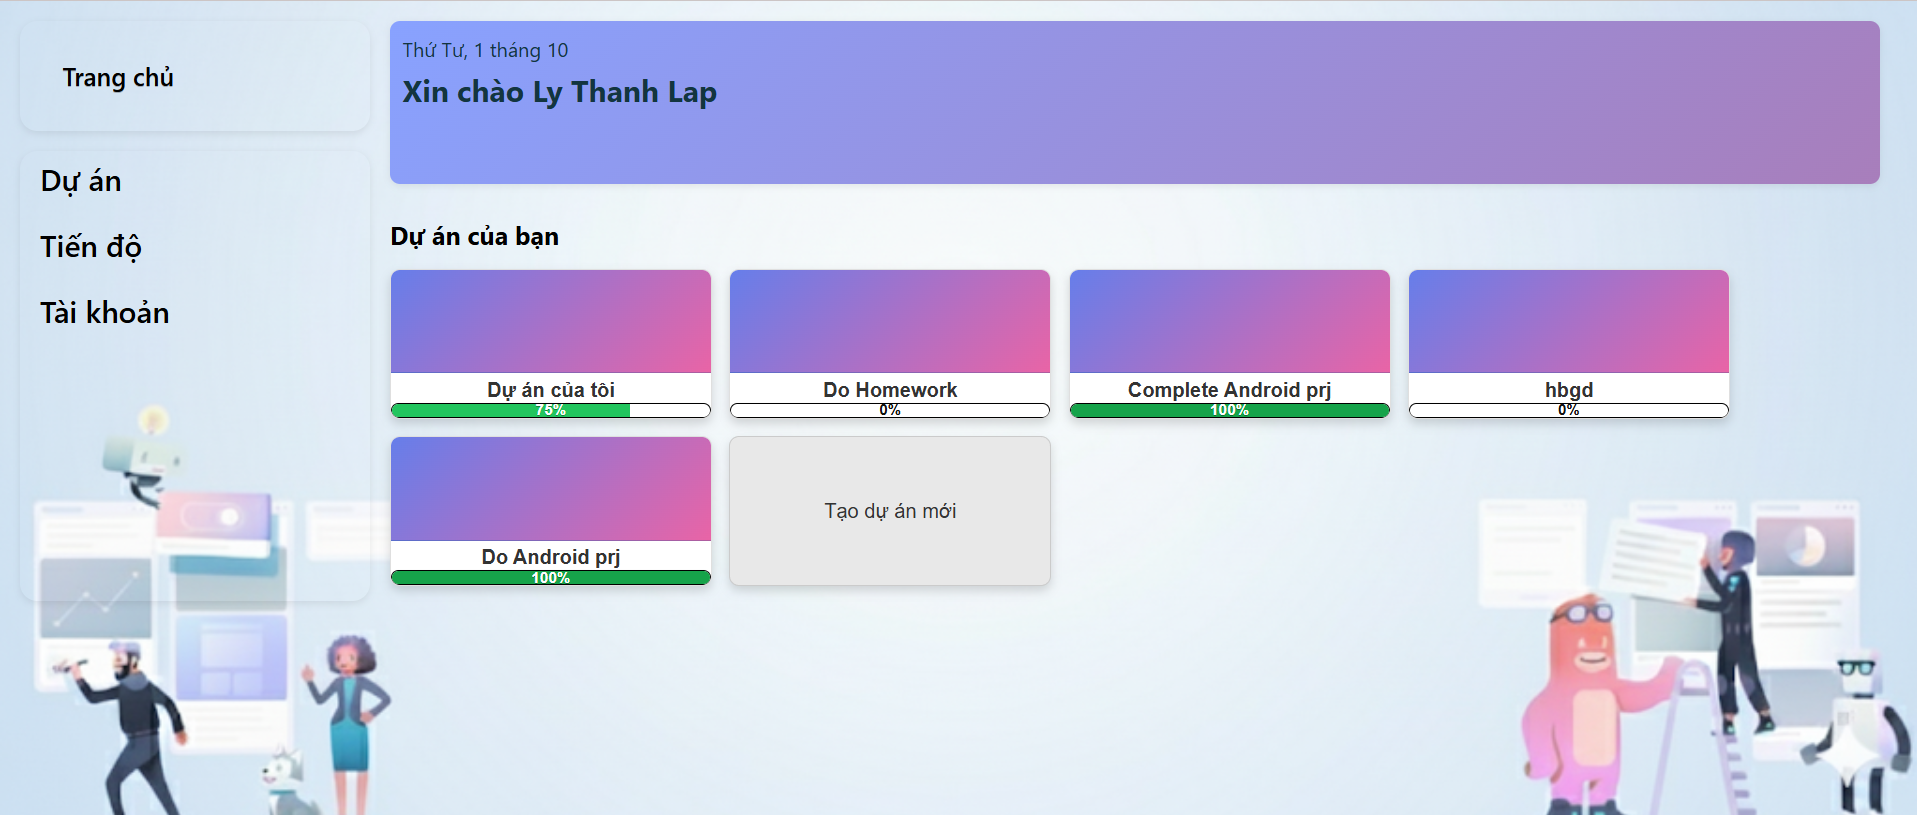 Trang chủ
Dự án
Tiến độ
Tài khoản
Thứ Tư, 1 tháng 10
Xin chào Ly Thanh Lap
Dự án của bạn
Dự án của tôi
75%
Do Homework
0%
Complete Android prj
100%
hbgd
0%
Do Android prj
100%
Tạo dự án mới